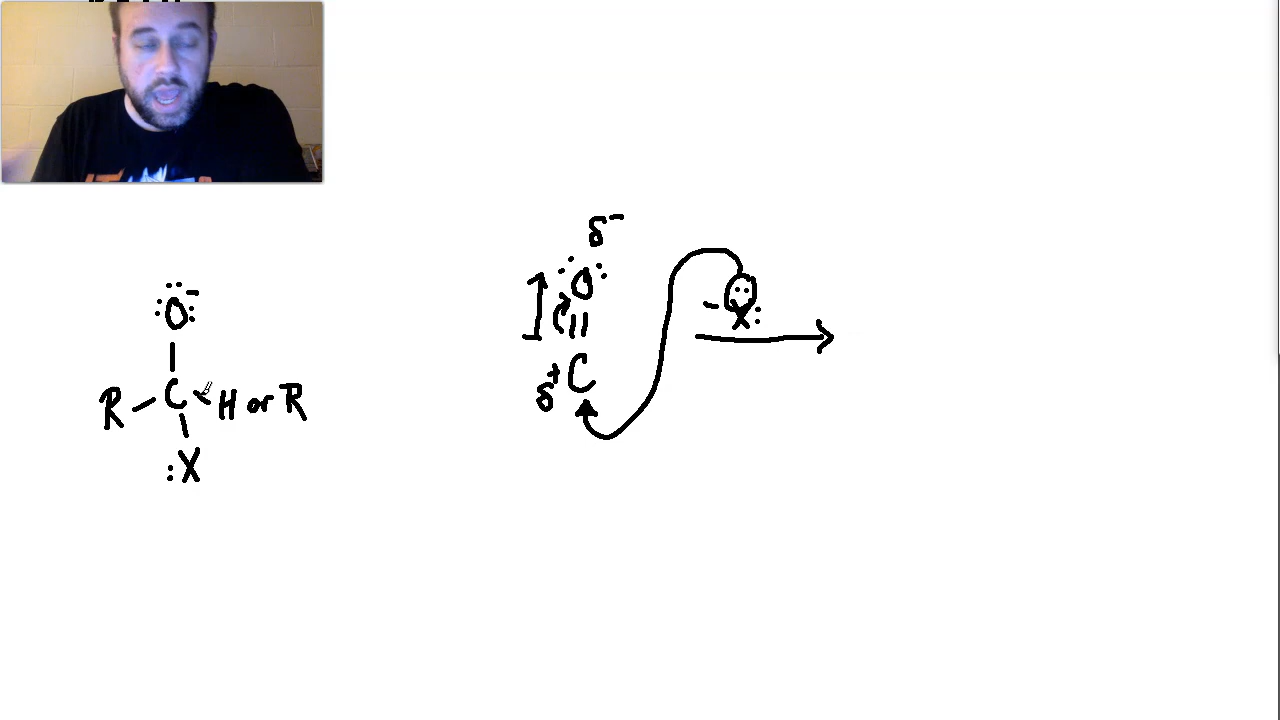 δ⁻
:Ö:⁻
:Ö:
||
|
R - C - H or R
δ⁺ C
|
:X
⁻:X: